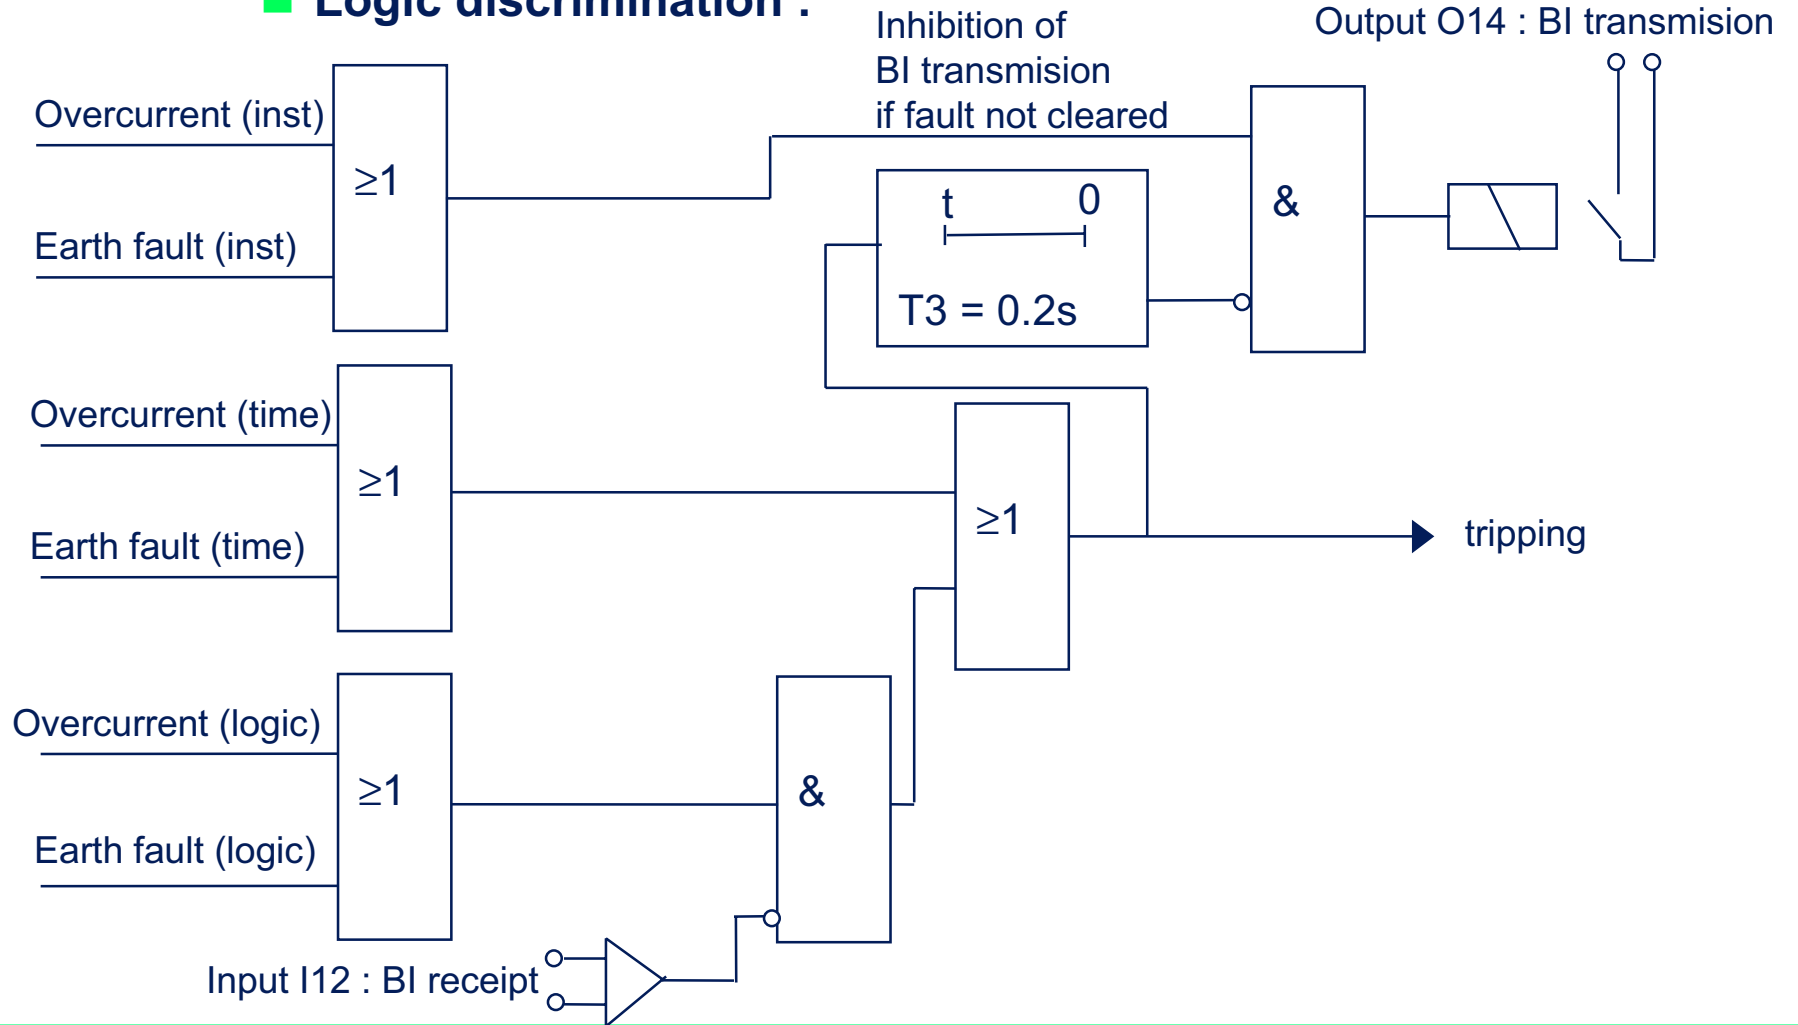 Logic discrimination :
Inhibition of
BI transmision
if fault not cleared
Output O14 : BI transmision
Overcurrent (inst)
≥1
Earth fault (inst)
&
t 0
T3 = 0.2s
Overcurrent (time)
≥1
Earth fault (time)
≥1
tripping
Overcurrent (logic)
≥1
&
Earth fault (logic)
Input I12 : BI receipt